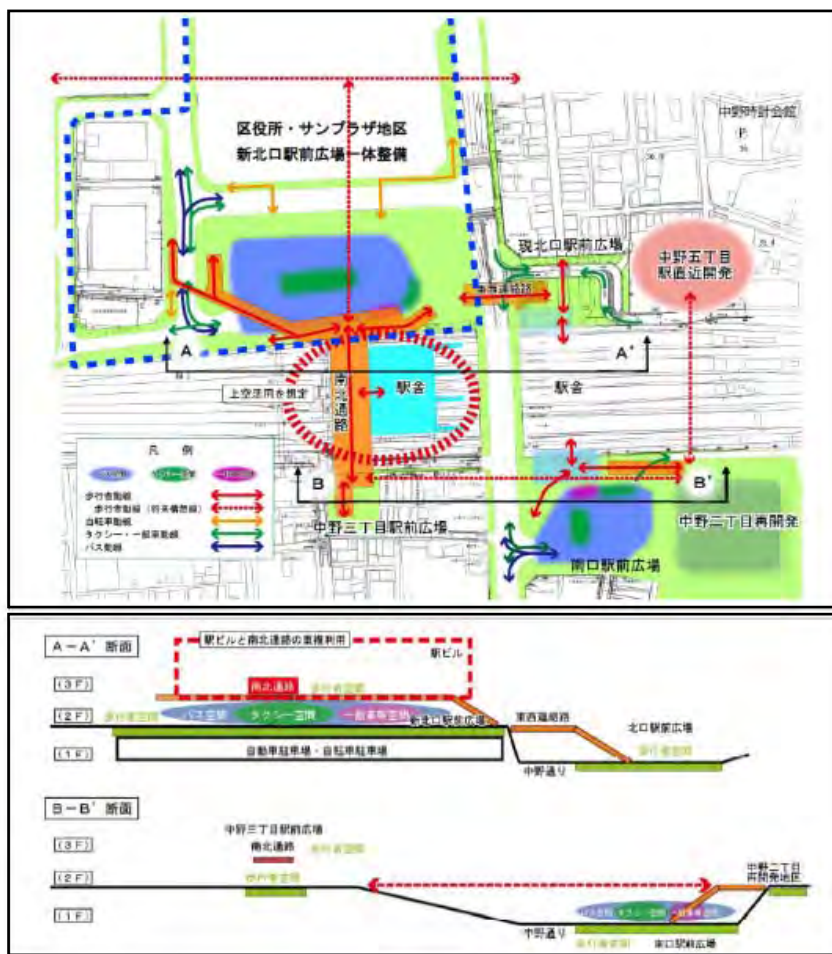 区役所・サンプラザ地区
新北口駅前広場一体整備
中野時計会館
P
現北口駅前広場
中野五丁目
駅直近開発
東西連絡路
A
A'
上空活用を想定
南北通路
駅舎
駅舎
凡 例
歩行者動線
歩行者動線（将来構想線）
自転車動線
タクシー・一般車動線
バス動線
B
B'
中野三丁目駅前広場
中野二丁目再開発
南口駅前広場
A－A' 断面
駅ビルと南北通路の重複利用
駅ビル
(3F)
南北通路
歩行者空間
(2F)
歩行者空間
バス空間
タクシー空間
一般車両空間
新北口駅前広場
東西連絡路
北口駅前広場
歩行者空間
(1F)
自動車駐車場・自転車駐車場
中野通り
B－B' 断面
中野三丁目駅前広場
(3F)
南北通路
歩行者空間
中野二丁目
再開発地区
(2F)
歩行者空間
(1F)
バス空間
タクシー空間
一般車両空間
中野通り
歩行者空間
南口駅前広場